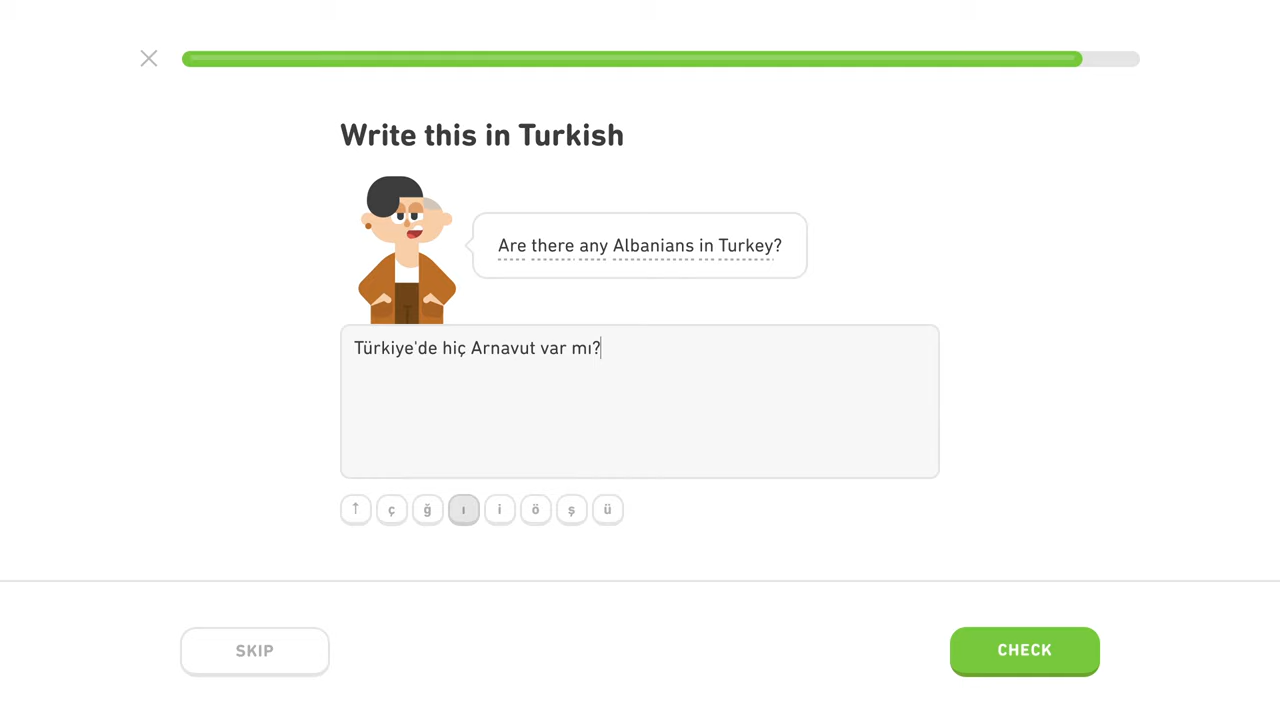 Write this in Turkish
Are there any Albanians in Turkey?
Türkiye'de hiç Arnavut var mı?
↑ ç ğ ı i ö ş ü
SKIP
CHECK